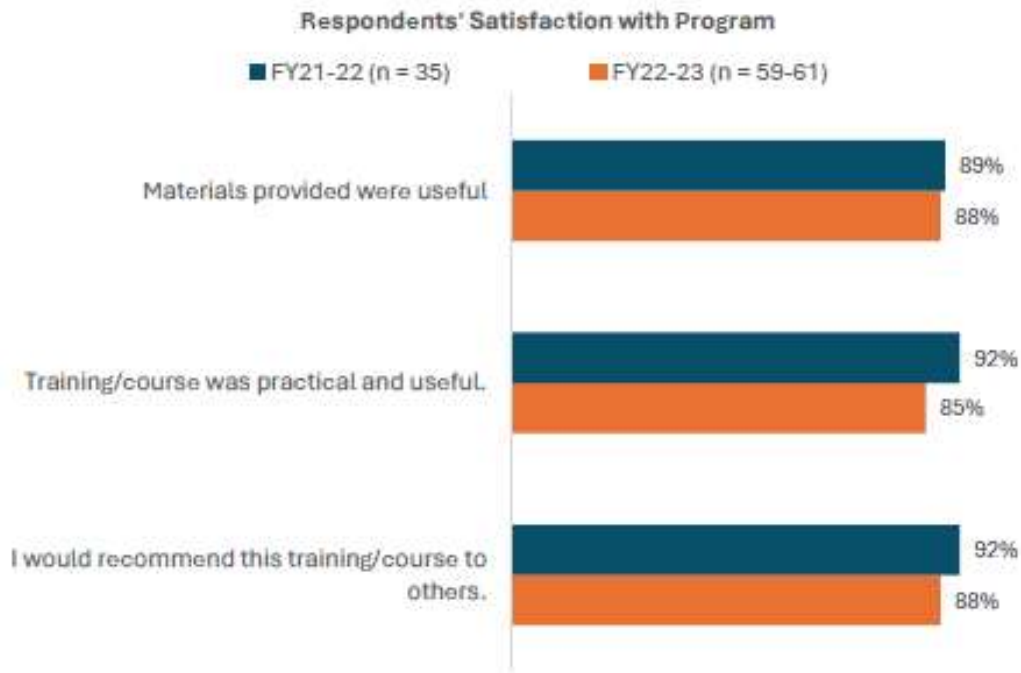 Respondents' Satisfaction with Program
FY21-22 (n = 35) FY22-23 (n = 59-61)
Materials provided were useful
89%
88%
Training/course was practical and useful.
92%
85%
I would recommend this training/course to
others.
92%
88%